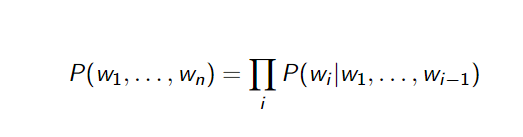 P(w₁, . . . , wₙ) = ∏ᵢ P(wᵢ|w₁, . . . , wᵢ₋₁)